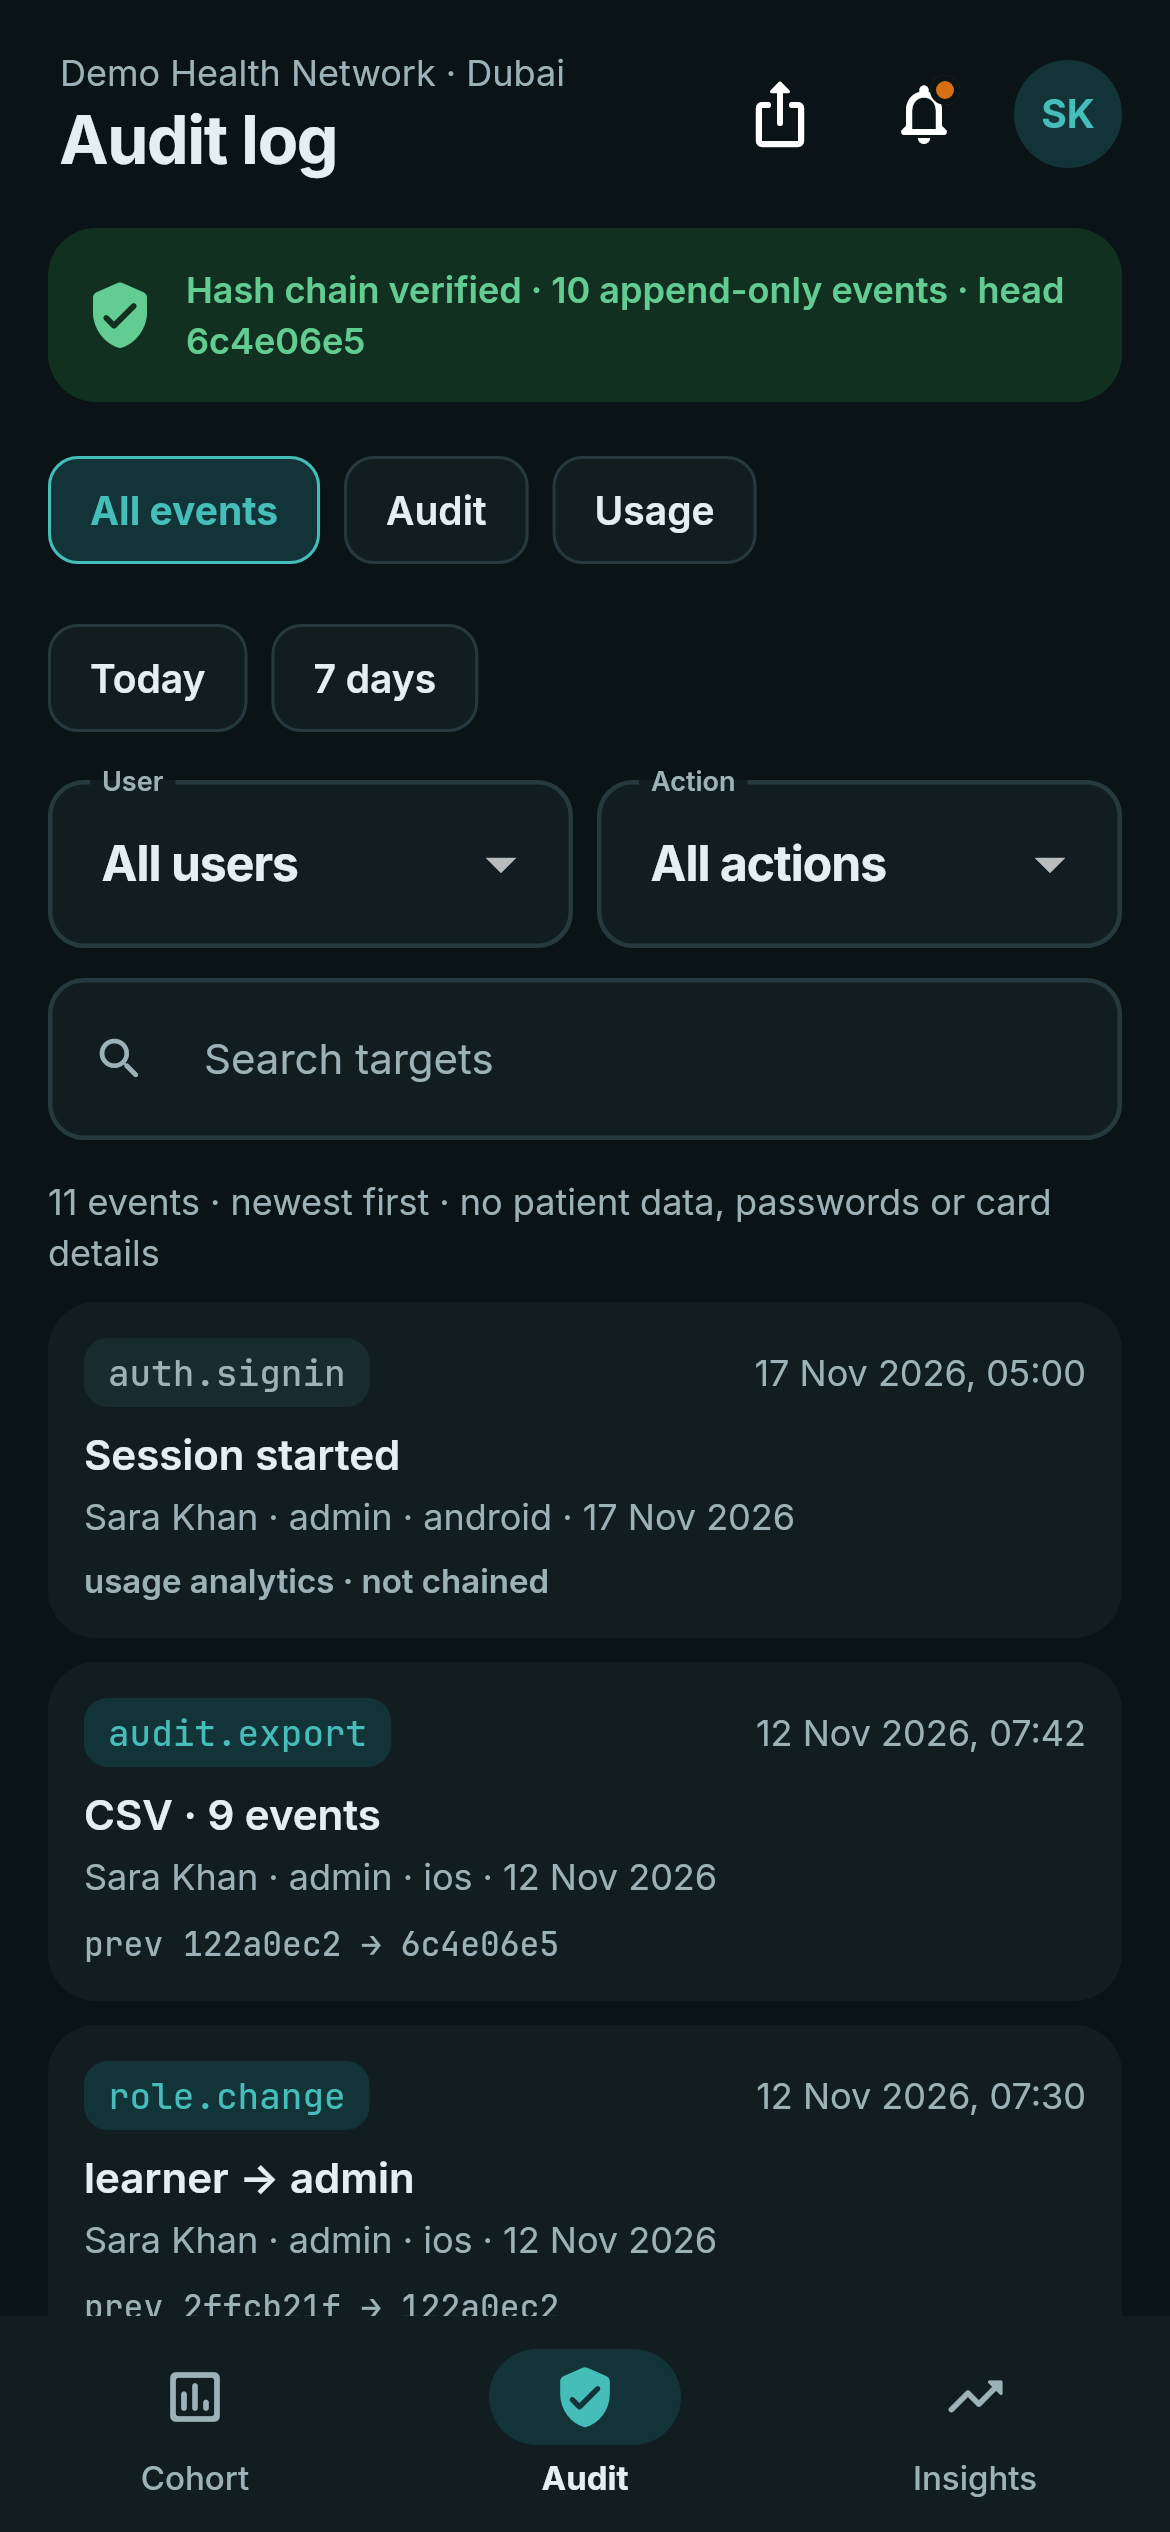 Demo Health Network · Dubai
Audit log
SK
Hash chain verified · 10 append-only events · head
6c4e06e5
All events
Audit
Usage
Today
7 days
User
All users
Action
All actions
Search targets
11 events · newest first · no patient data, passwords or card
details
auth.signin
17 Nov 2026, 05:00
Session started
Sara Khan · admin · android · 17 Nov 2026
usage analytics · not chained
audit.export
12 Nov 2026, 07:42
CSV · 9 events
Sara Khan · admin · ios · 12 Nov 2026
prev 122a0ec2 → 6c4e06e5
role.change
12 Nov 2026, 07:30
learner → admin
Sara Khan · admin · ios · 12 Nov 2026
prev 2ffcb21f → 122a0ec2
Cohort
Audit
Insights